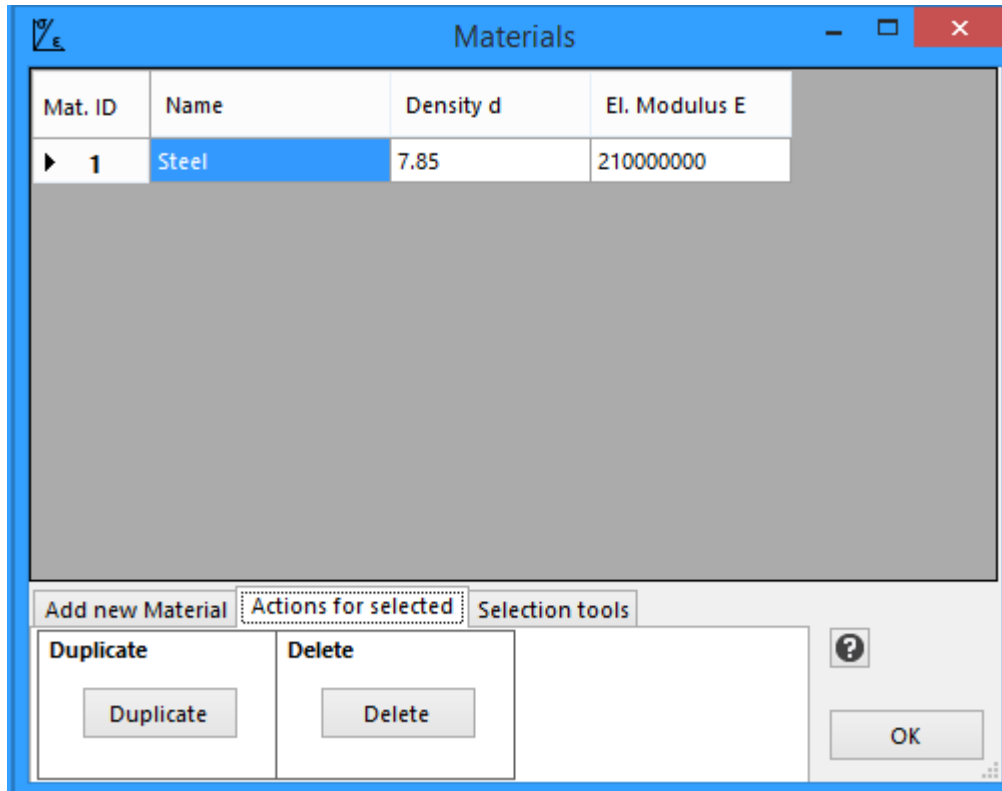 σ/ε
Materials
Mat. ID Name Density d El. Modulus E
1 Steel 7.85 210000000
Add new Material Actions for selected Selection tools
Duplicate Delete
Duplicate Delete
?
OK